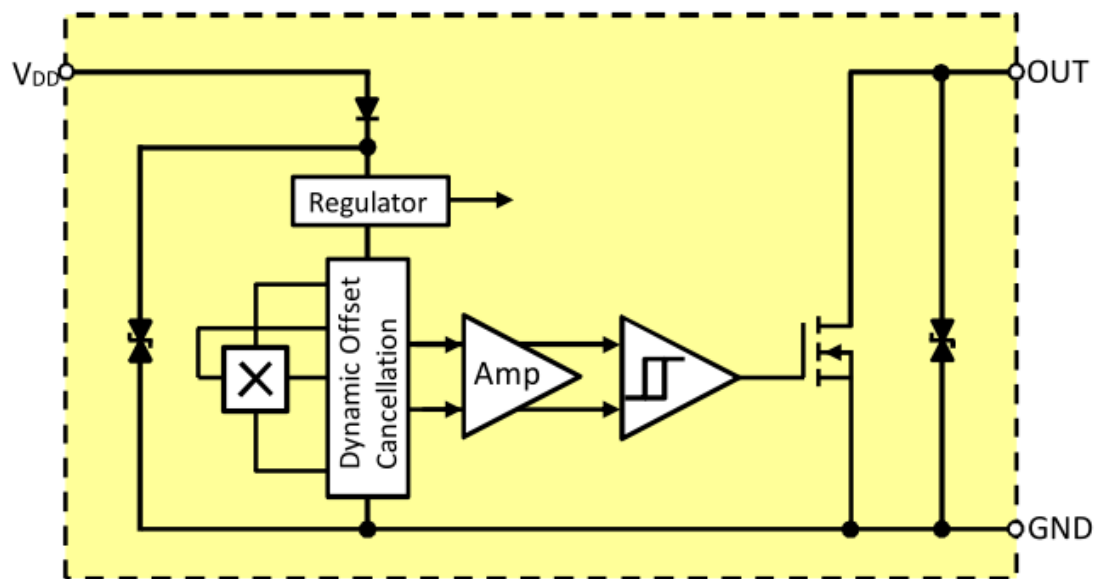 VDD
OUT
Regulator
Dynamic Offset
Cancellation
Amp
GND